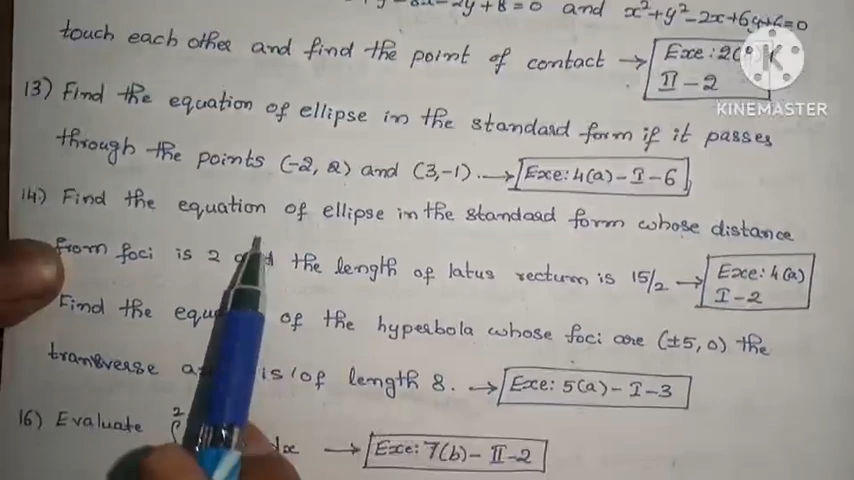 x²+y²-2x+6y+6=0
-8x-2y+8=0 and
touch each other and find the point of contact → Exe: 2(
II-2
KINEMASTER
13) Find the equation of ellipse in the standard form if it passes
through the points (-2, 2) and (3,-1). → Exe: 4(a)-I-6
14) Find the equation of ellipse in the standard form whose distance
from foci is 2 the length of latus rectum is 15/2 → Exe: 4(a)
I-2
Find the of the hyperbola whose foci are (±5, 0) the
transverse is of length 8. → Exe: 5(a)-I-3
16) Evaluate dx → Exe: 7(b)-II-2